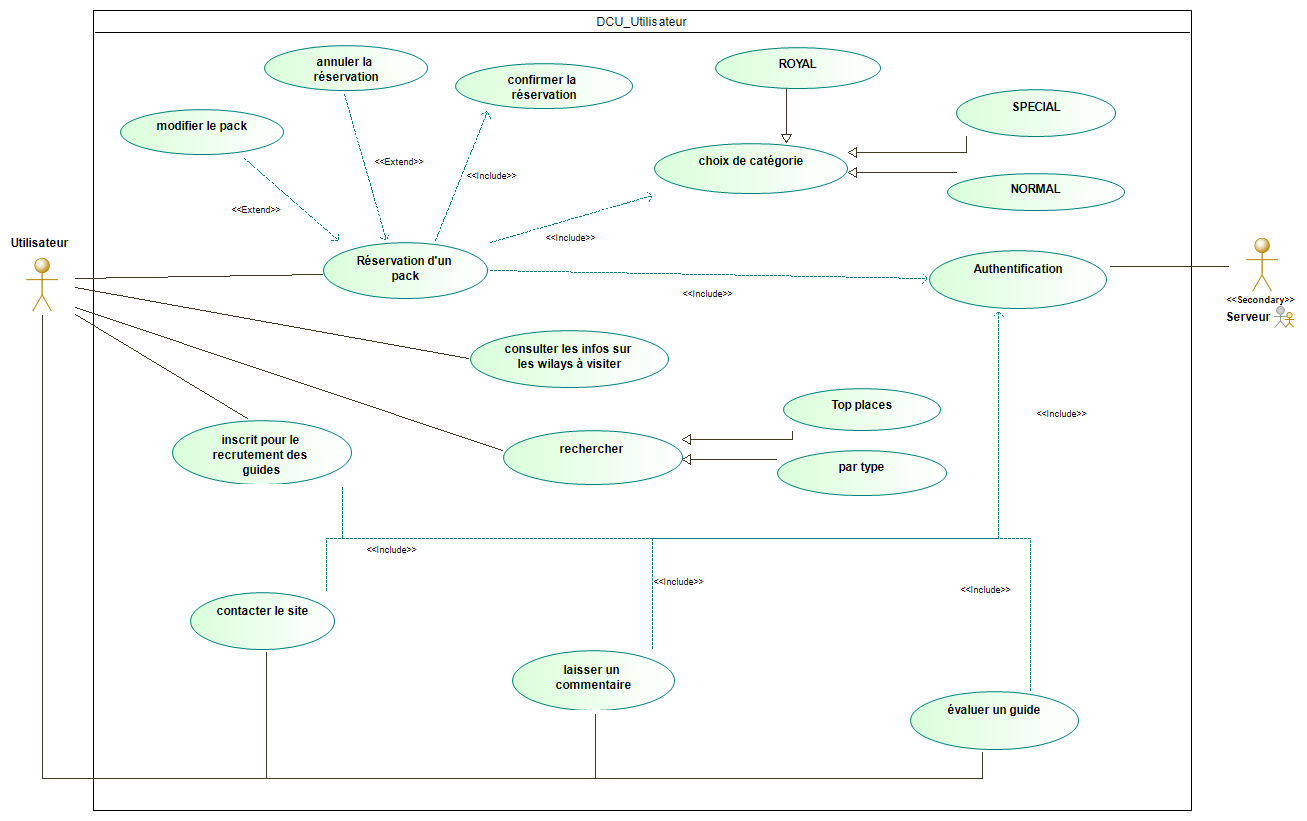 DCU_Utilisateur
annuler la
réservation
confirmer la
réservation
ROYAL
SPECIAL
modifier le pack
choix de catégorie
<<Extend>>
<<Include>>
NORMAL
<<Extend>>
<<Include>>
Utilisateur
Réservation d'un
pack
Authentification
<<Include>>
<<Secondary>>
Serveur
consulter les infos sur
les wilays à visiter
Top places
<<Include>>
inscrit pour le
recrutement des
guides
rechercher
par type
<<Include>>
<<Include>>
<<Include>>
contacter le site
laisser un
commentaire
évaluer un guide